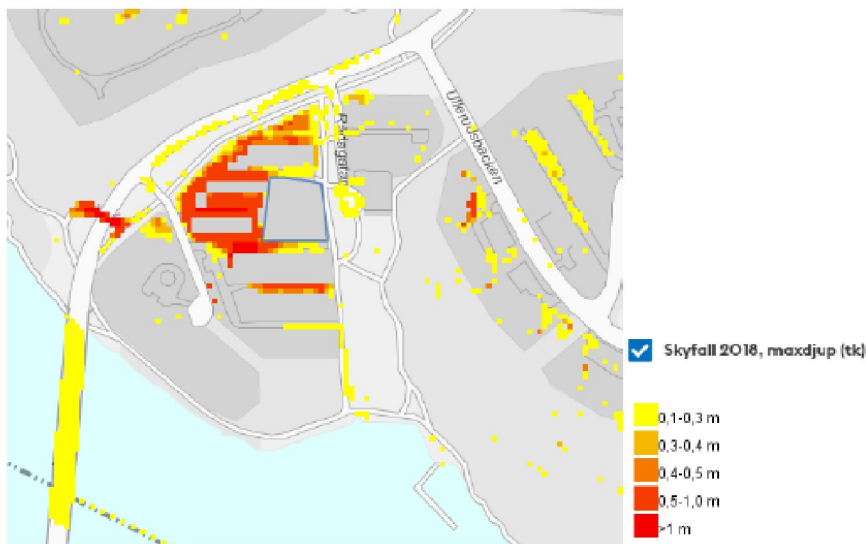 Ullerudsbacken
Skyfall 2018, maxdjup (tk)
0,1-0,3 m
0,3-0,4 m
0,4-0,5 m
0,5-1,0 m
>1 m